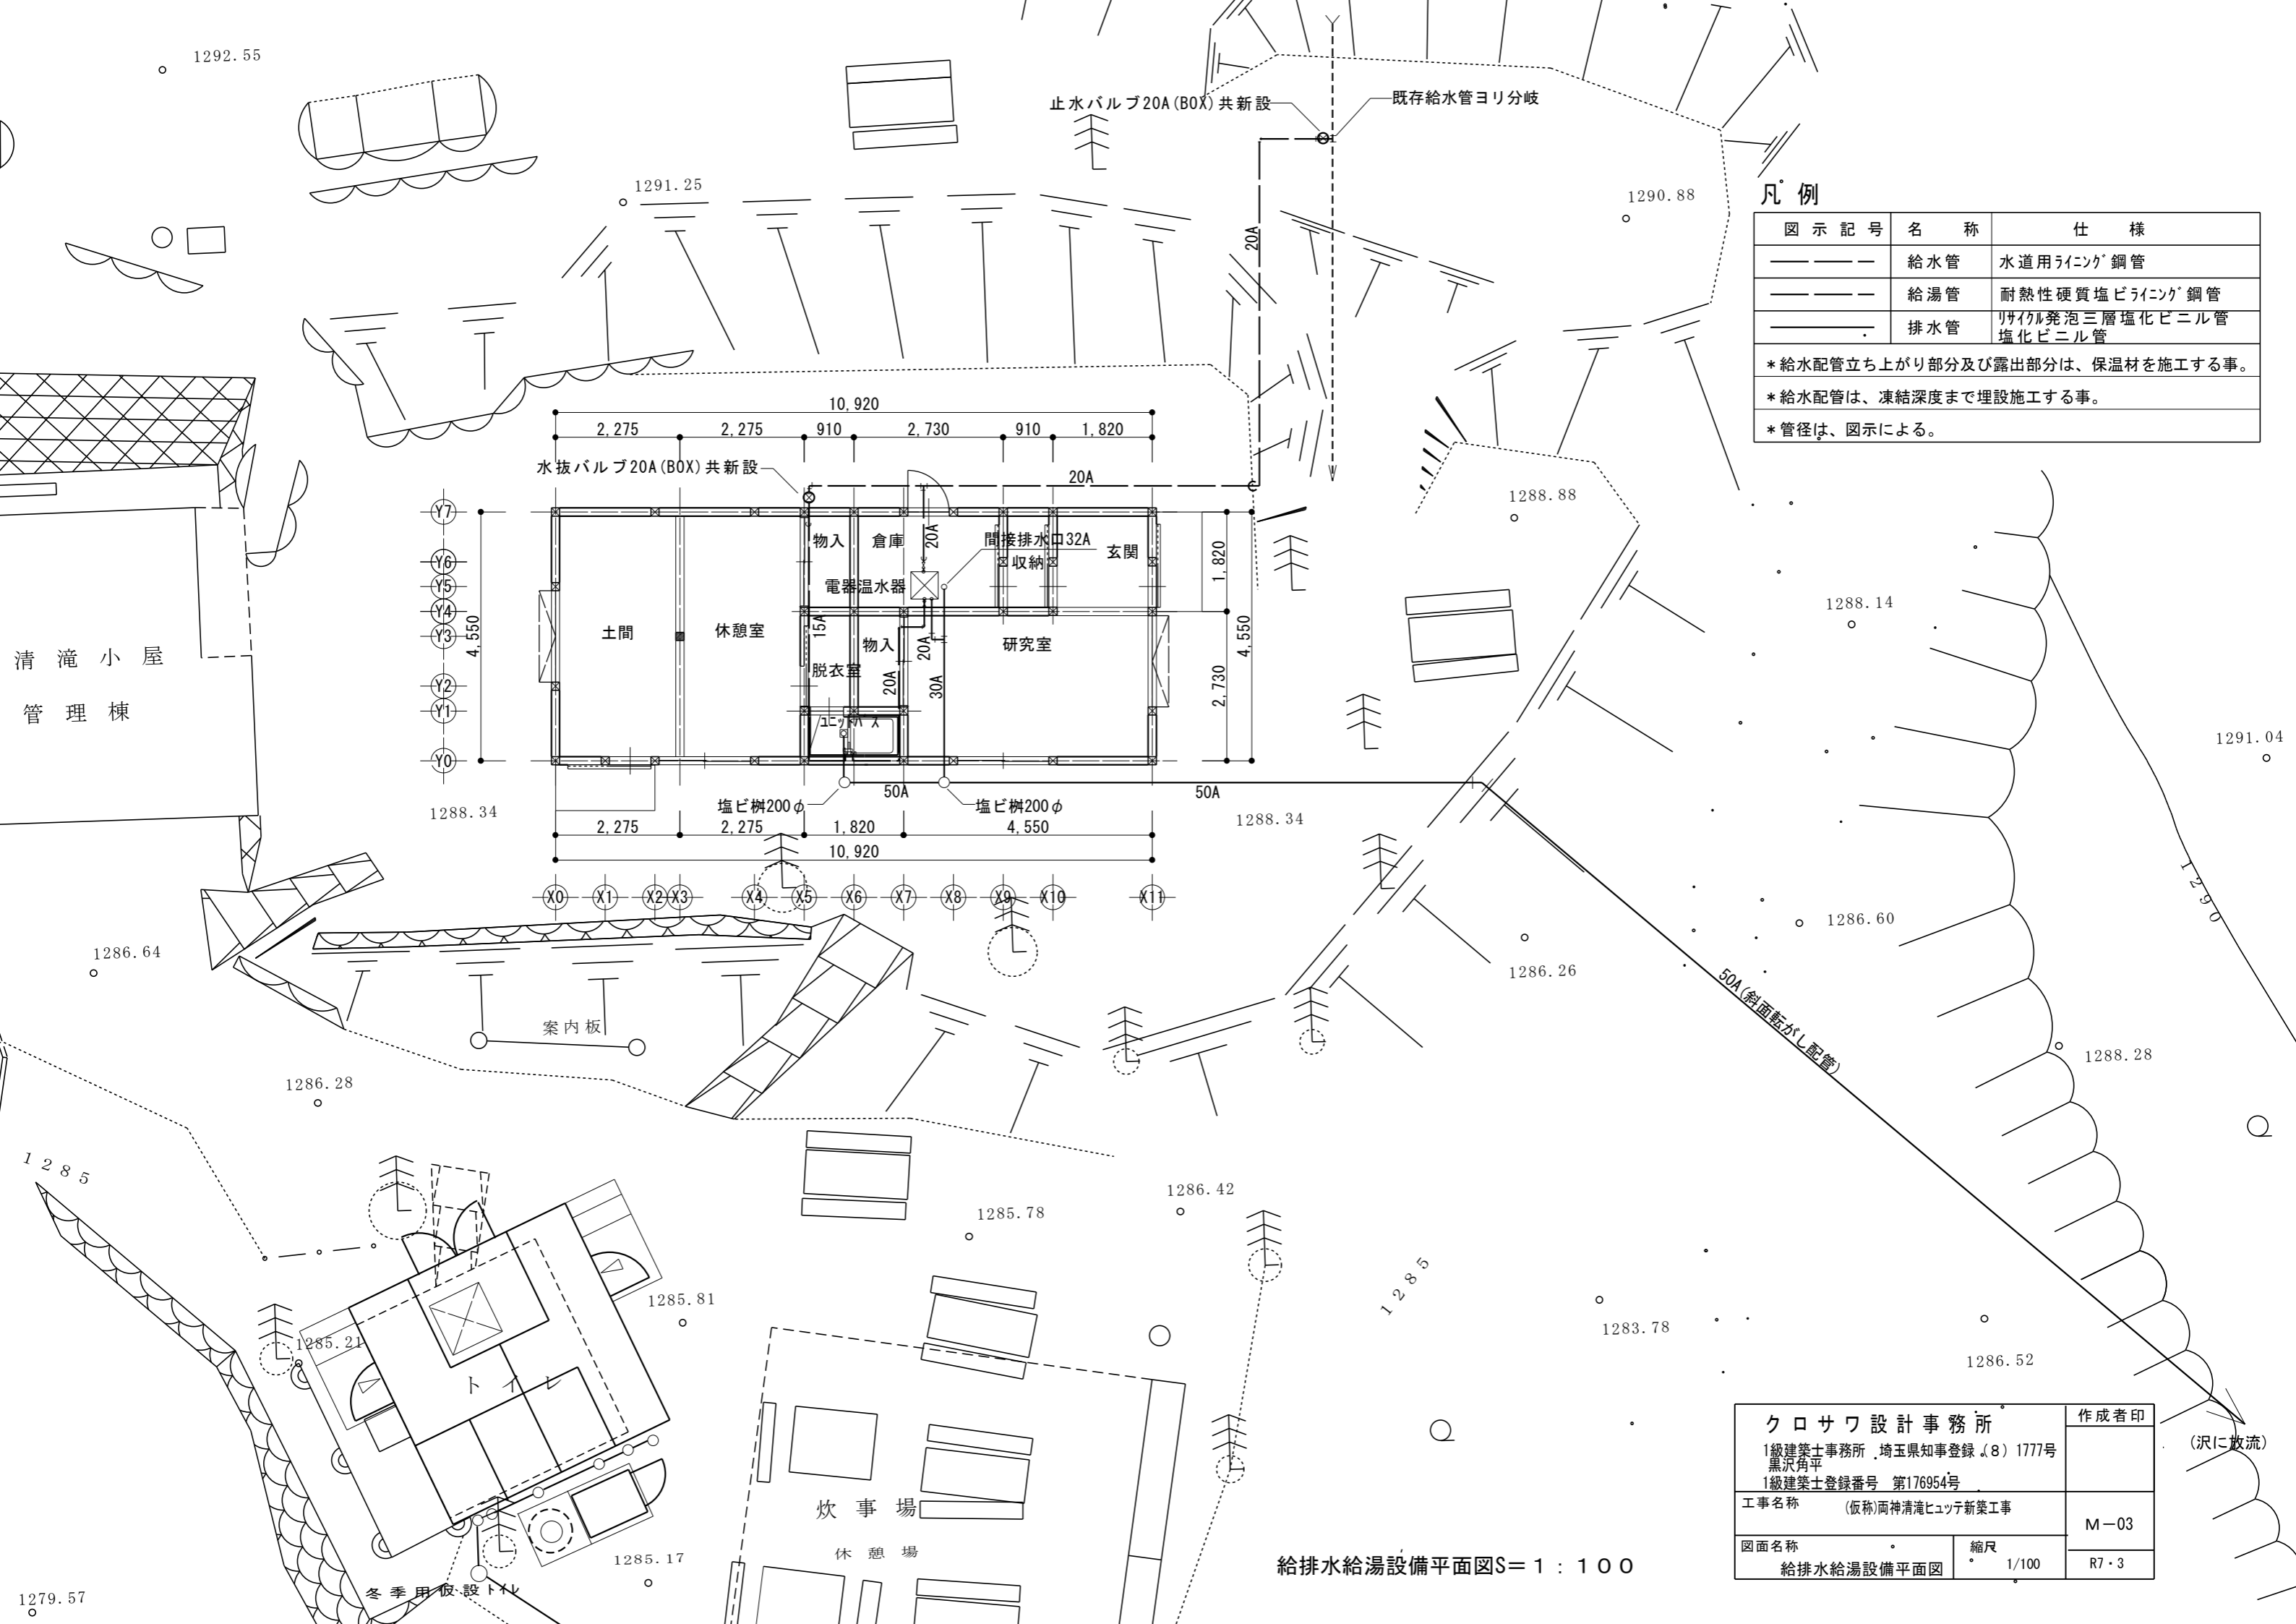 1292.55
止水バルブ20A(BOX)共新設
既存給水管ヨリ分岐
1291.25
1290.88
20A
凡 例
図 示 記 号 名 称 仕 様
給水管 水道用ライニング鋼管
給湯管 耐熱性硬質塩ビライニング鋼管
排水管 リサイクル発泡三層塩化ビニル管
塩化ビニル管
*給水配管立ち上がり部分及び露出部分は、保温材を施工する事。
*給水配管は、凍結深度まで埋設施工する事。
*管径は、図示による。
10,920
2,275 2,275 910 2,730 910 1,820
水抜バルブ20A(BOX)共新設
20A
1288.88
Y7
Y6
Y5
Y4
Y3
Y2
Y1
Y0
4,550
物入
倉庫
20A
間接排水口32A
収納
玄関
電器温水器
1,820
4,550
2,730
土間
休憩室
15A
物入
20A
研究室
脱衣室
20A
30A
ユニットバス
1288.14
清滝小屋
管理棟
1291.04
1288.34
塩ビ桝200φ
50A
塩ビ桝200φ
50A
1288.34
2,275 2,275 1,820 4,550
10,920
X0 X1 X2 X3 X4 X5 X6 X7 X8 X9 X10 X11
1290
1286.64
1286.60
1286.26
50A(斜面転がし配管)
案内板
1288.28
1286.28
1285
1286.42
1285.78
1285
1285.81
1285.21
1283.78
1286.52
トイレ
(沢に放流)
炊事場
休憩場
1285.17
冬季用仮設トイレ
1279.57
給排水給湯設備平面図S=1:100
クロサワ設計事務所
作成者印
1級建築士事務所 埼玉県知事登録(8)1777号
黒沢角平
1級建築士登録番号 第176954号
工事名称 (仮称)両神清滝ヒュッテ新築工事
M-03
図面名称 給排水給湯設備平面図
縮尺 1/100
R7・3